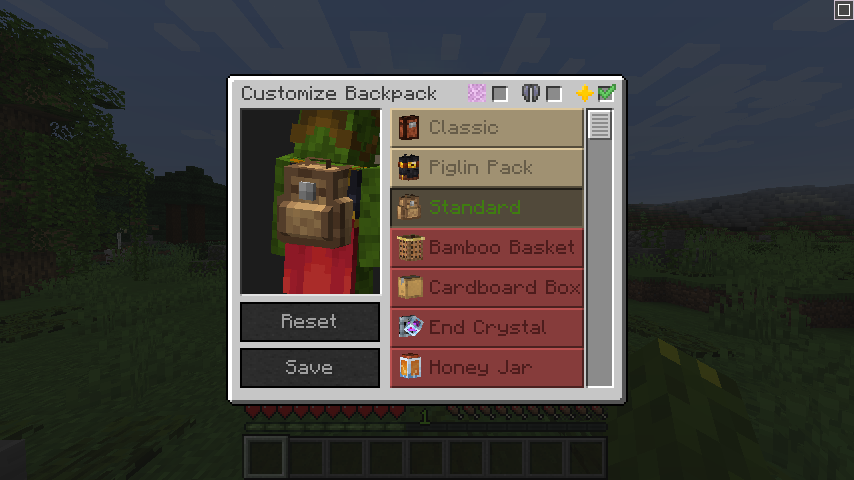 Customize Backpack
Classic
Piglin Pack
Standard
Bamboo Basket
Cardboard Box
End Crystal
Honey Jar
Reset
Save
1